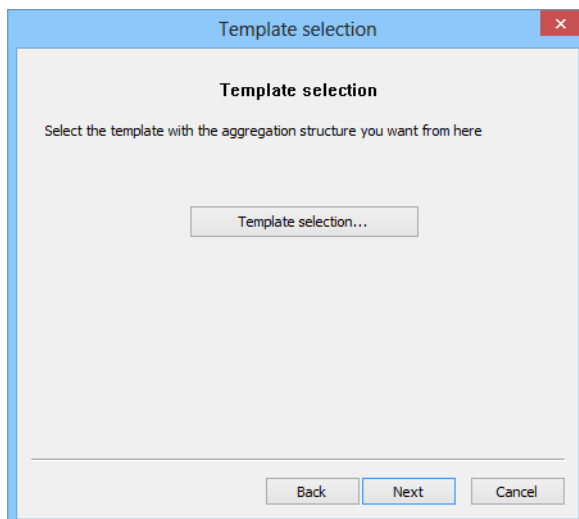 Template selection
Template selection
Select the template with the aggregation structure you want from here
Template selection...
Back Next Cancel